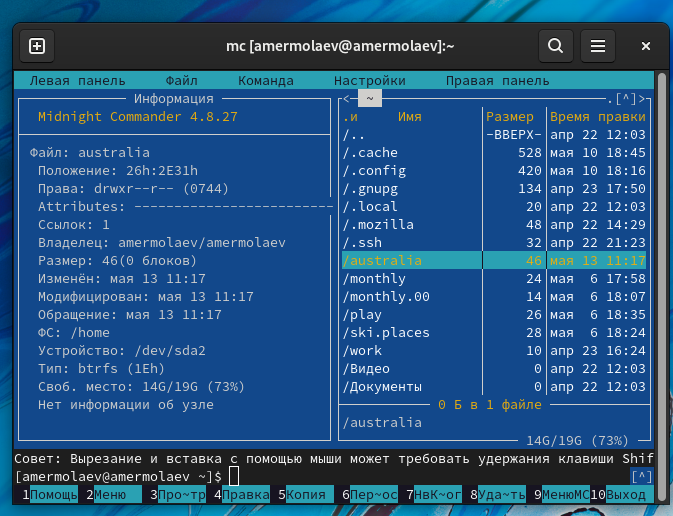 mc [amermolaev@amermolaev]:~
Левая панель Файл Команда Настройки Правая панель
Информация
Midnight Commander 4.8.27
Файл: australia
Положение: 26h:2E31h
Права: drwxr--r-- (0744)
Attributes: -------------------------
Ссылок: 1
Владелец: amermolaev/amermolaev
Размер: 46(0 блоков)
Изменён: мая 13 11:17
Модифицирован: мая 13 11:17
Обращение: мая 13 11:17
ФС: /home
Устройство: /dev/sda2
Тип: btrfs (1Eh)
Своб. место: 14G/19G (73%)
Нет информации об узле
<─ ~ .[^]>
.и Имя Размер Время правки
/.. -ВВЕРХ- апр 22 12:03
/.cache 528 мая 10 18:45
/.config 420 мая 10 18:16
/.gnupg 134 апр 23 17:50
/.local 20 апр 22 12:03
/.mozilla 48 апр 22 14:29
/.ssh 32 апр 22 21:23
/australia 46 мая 13 11:17
/monthly 24 мая 6 17:58
/monthly.00 14 мая 6 18:07
/play 26 мая 6 18:35
/ski.places 28 мая 6 18:24
/work 10 апр 23 16:24
/Видео 0 апр 22 12:03
/Документы 0 апр 22 12:03
0 Б в 1 файле
/australia
14G/19G (73%)
Совет: Вырезание и вставка с помощью мыши может требовать удержания клавиши Shif
[amermolaev@amermolaev ~]$ [^]
1Помощь 2Меню 3Про~тр 4Правка 5Копия 6Пер~ос 7НвК~ог 8Уда~ть 9МенюМС 10Выход